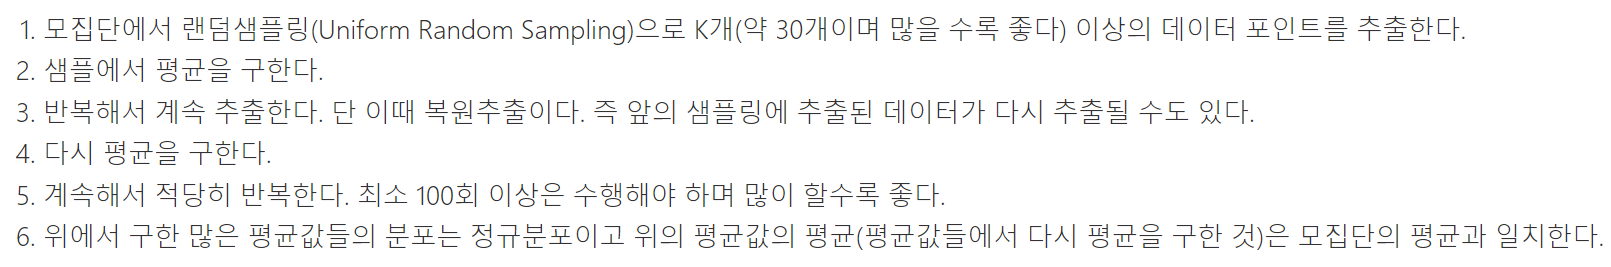 1. 모집단에서 랜덤샘플링(Uniform Random Sampling)으로 K개(약 30개이며 많을 수록 좋다) 이상의 데이터 포인트를 추출한다.
2. 샘플에서 평균을 구한다.
3. 반복해서 계속 추출한다. 단 이때 복원추출이다. 즉 앞의 샘플링에 추출된 데이터가 다시 추출될 수도 있다.
4. 다시 평균을 구한다.
5. 계속해서 적당히 반복한다. 최소 100회 이상은 수행해야 하며 많이 할수록 좋다.
6. 위에서 구한 많은 평균값들의 분포는 정규분포이고 위의 평균값의 평균(평균값들에서 다시 평균을 구한 것)은 모집단의 평균과 일치한다.